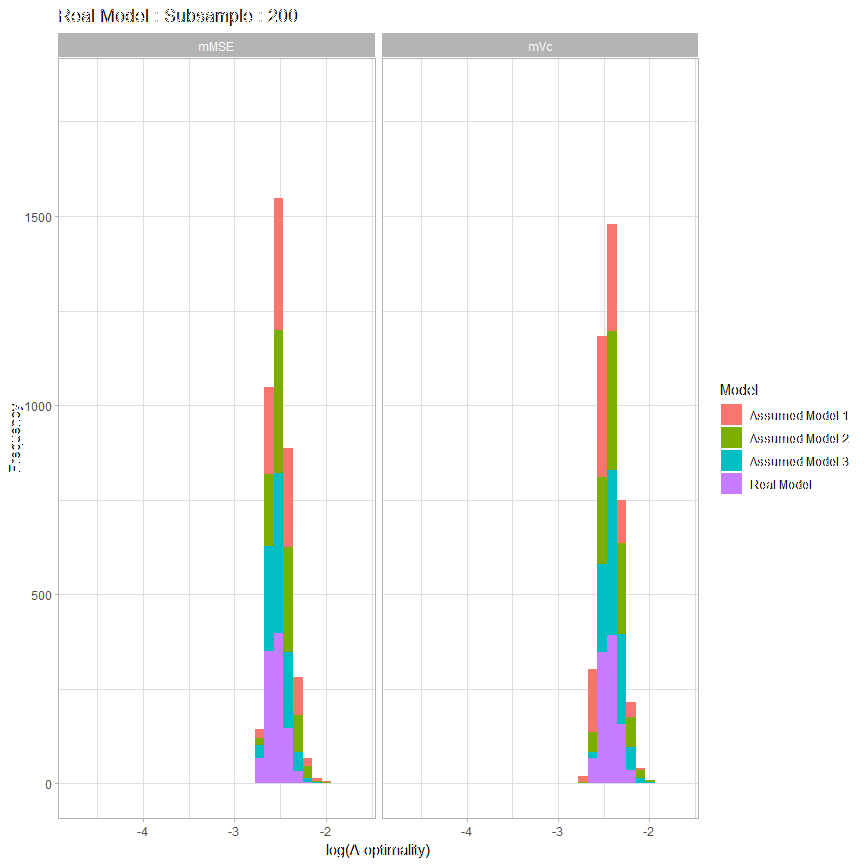 Real Model : Subsample : 200
mMSE
mVc
1500
1000
500
0
Frequency
-4
-3
-2
-4
-3
-2
log(A-optimality)
Model
Assumed Model 1
Assumed Model 2
Assumed Model 3
Real Model